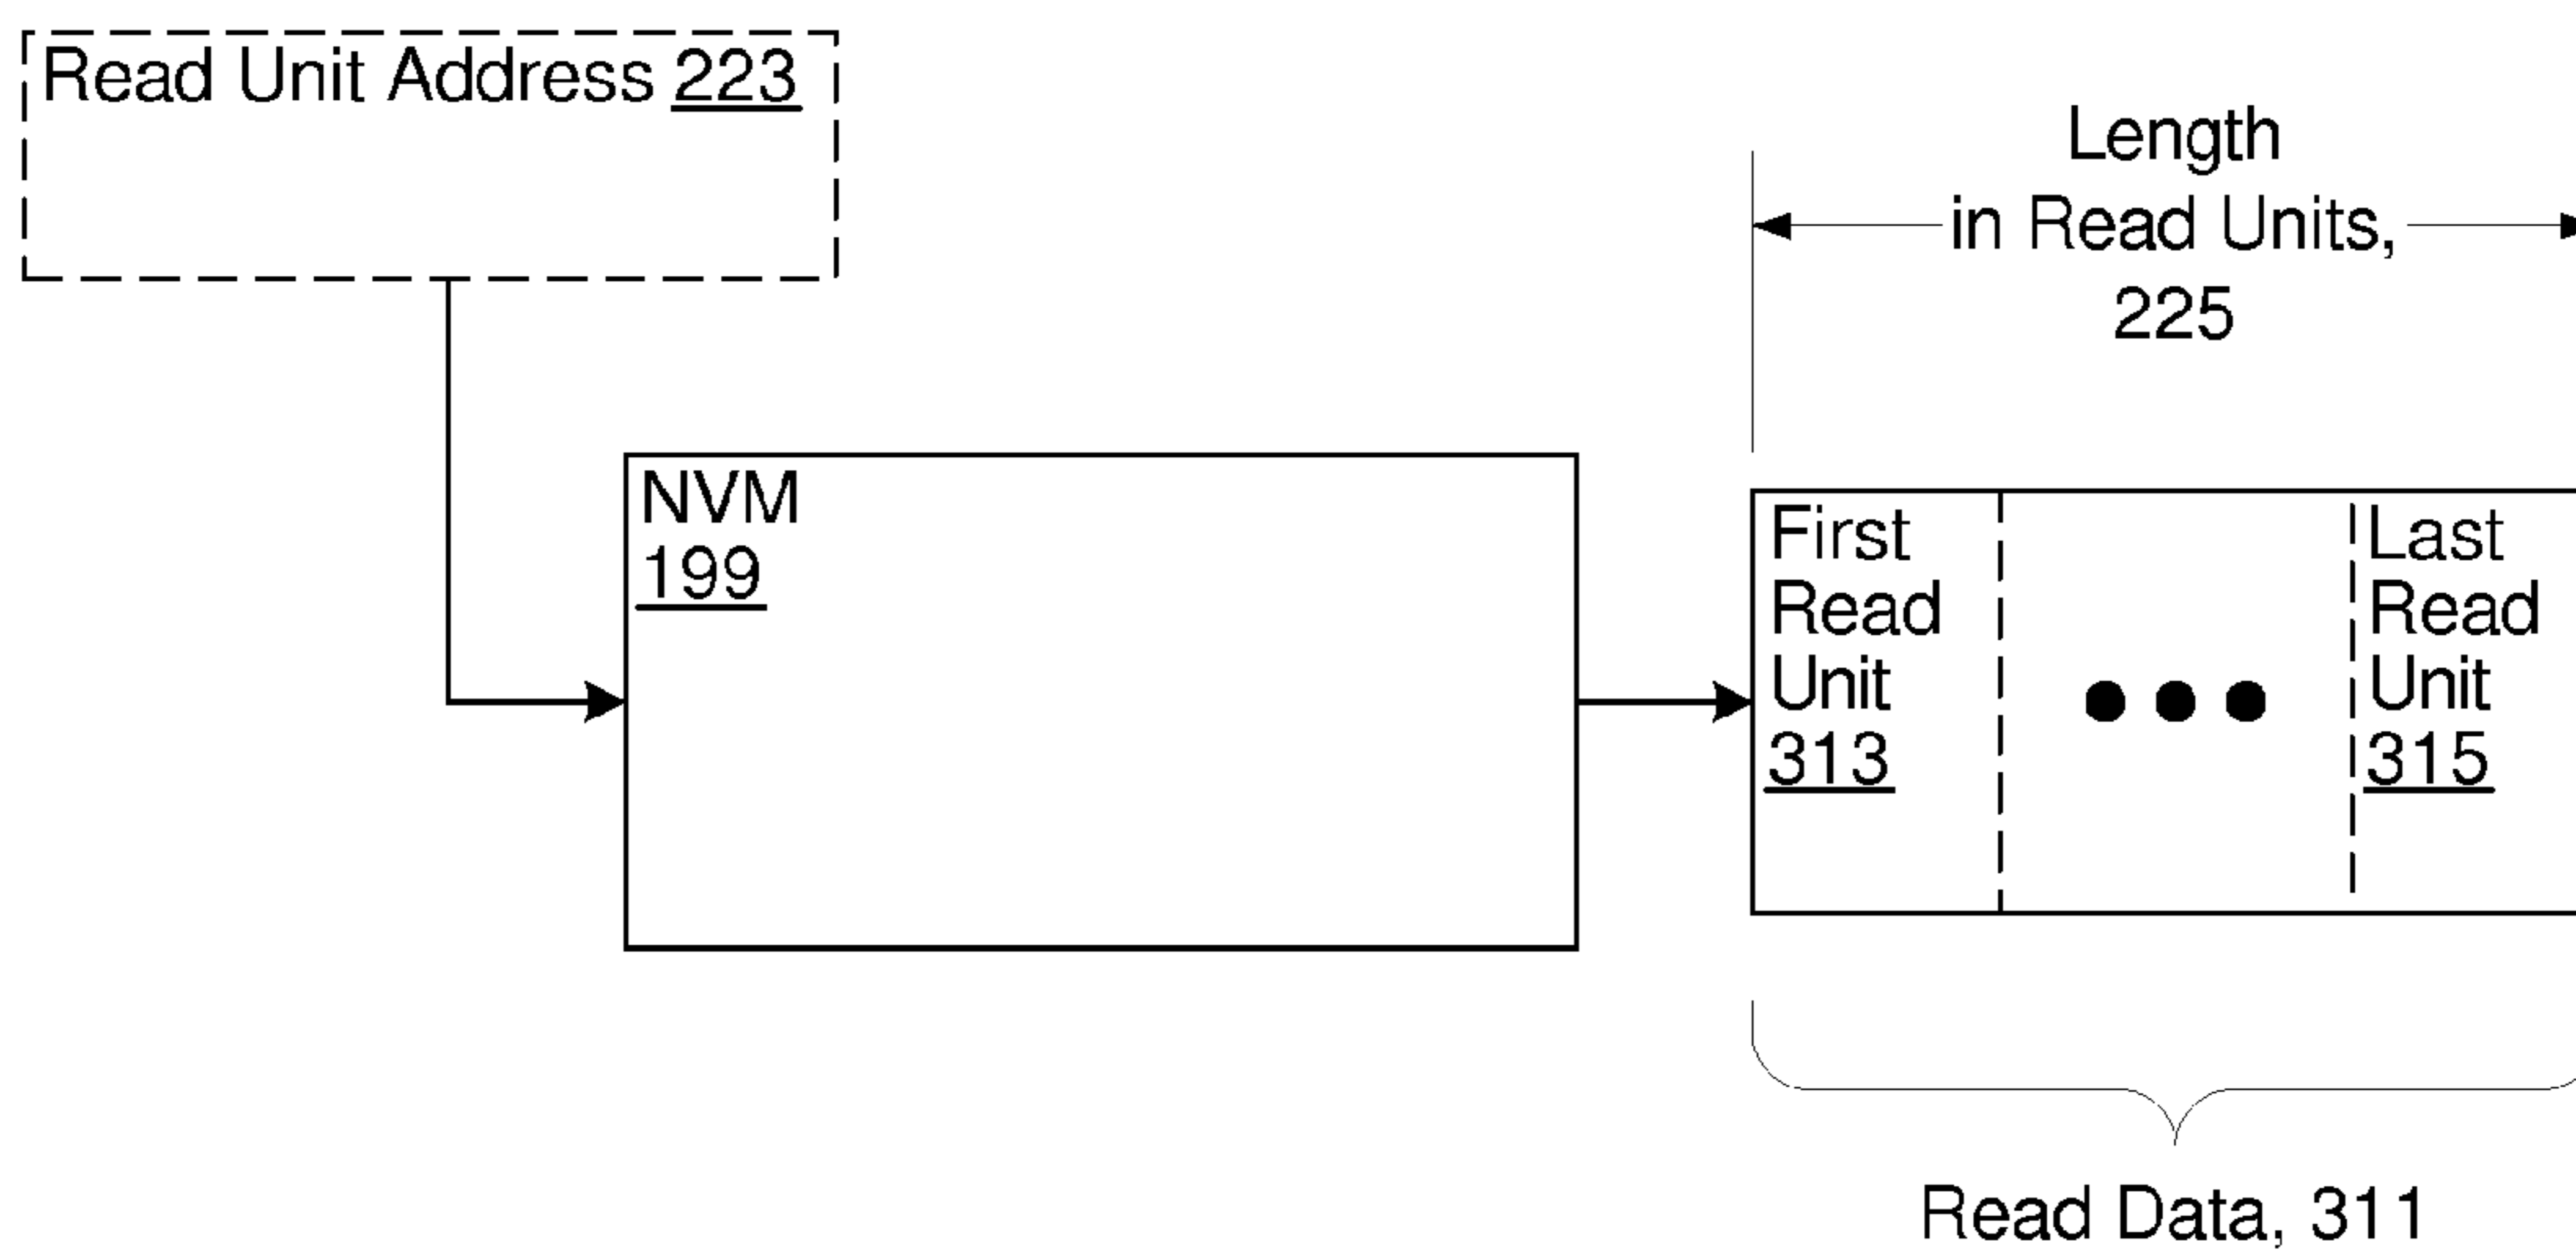 Read Unit Address 223
Length
in Read Units,
225
NVM
199
First
Read
Unit
313
Last
Read
Unit
315
Read Data, 311